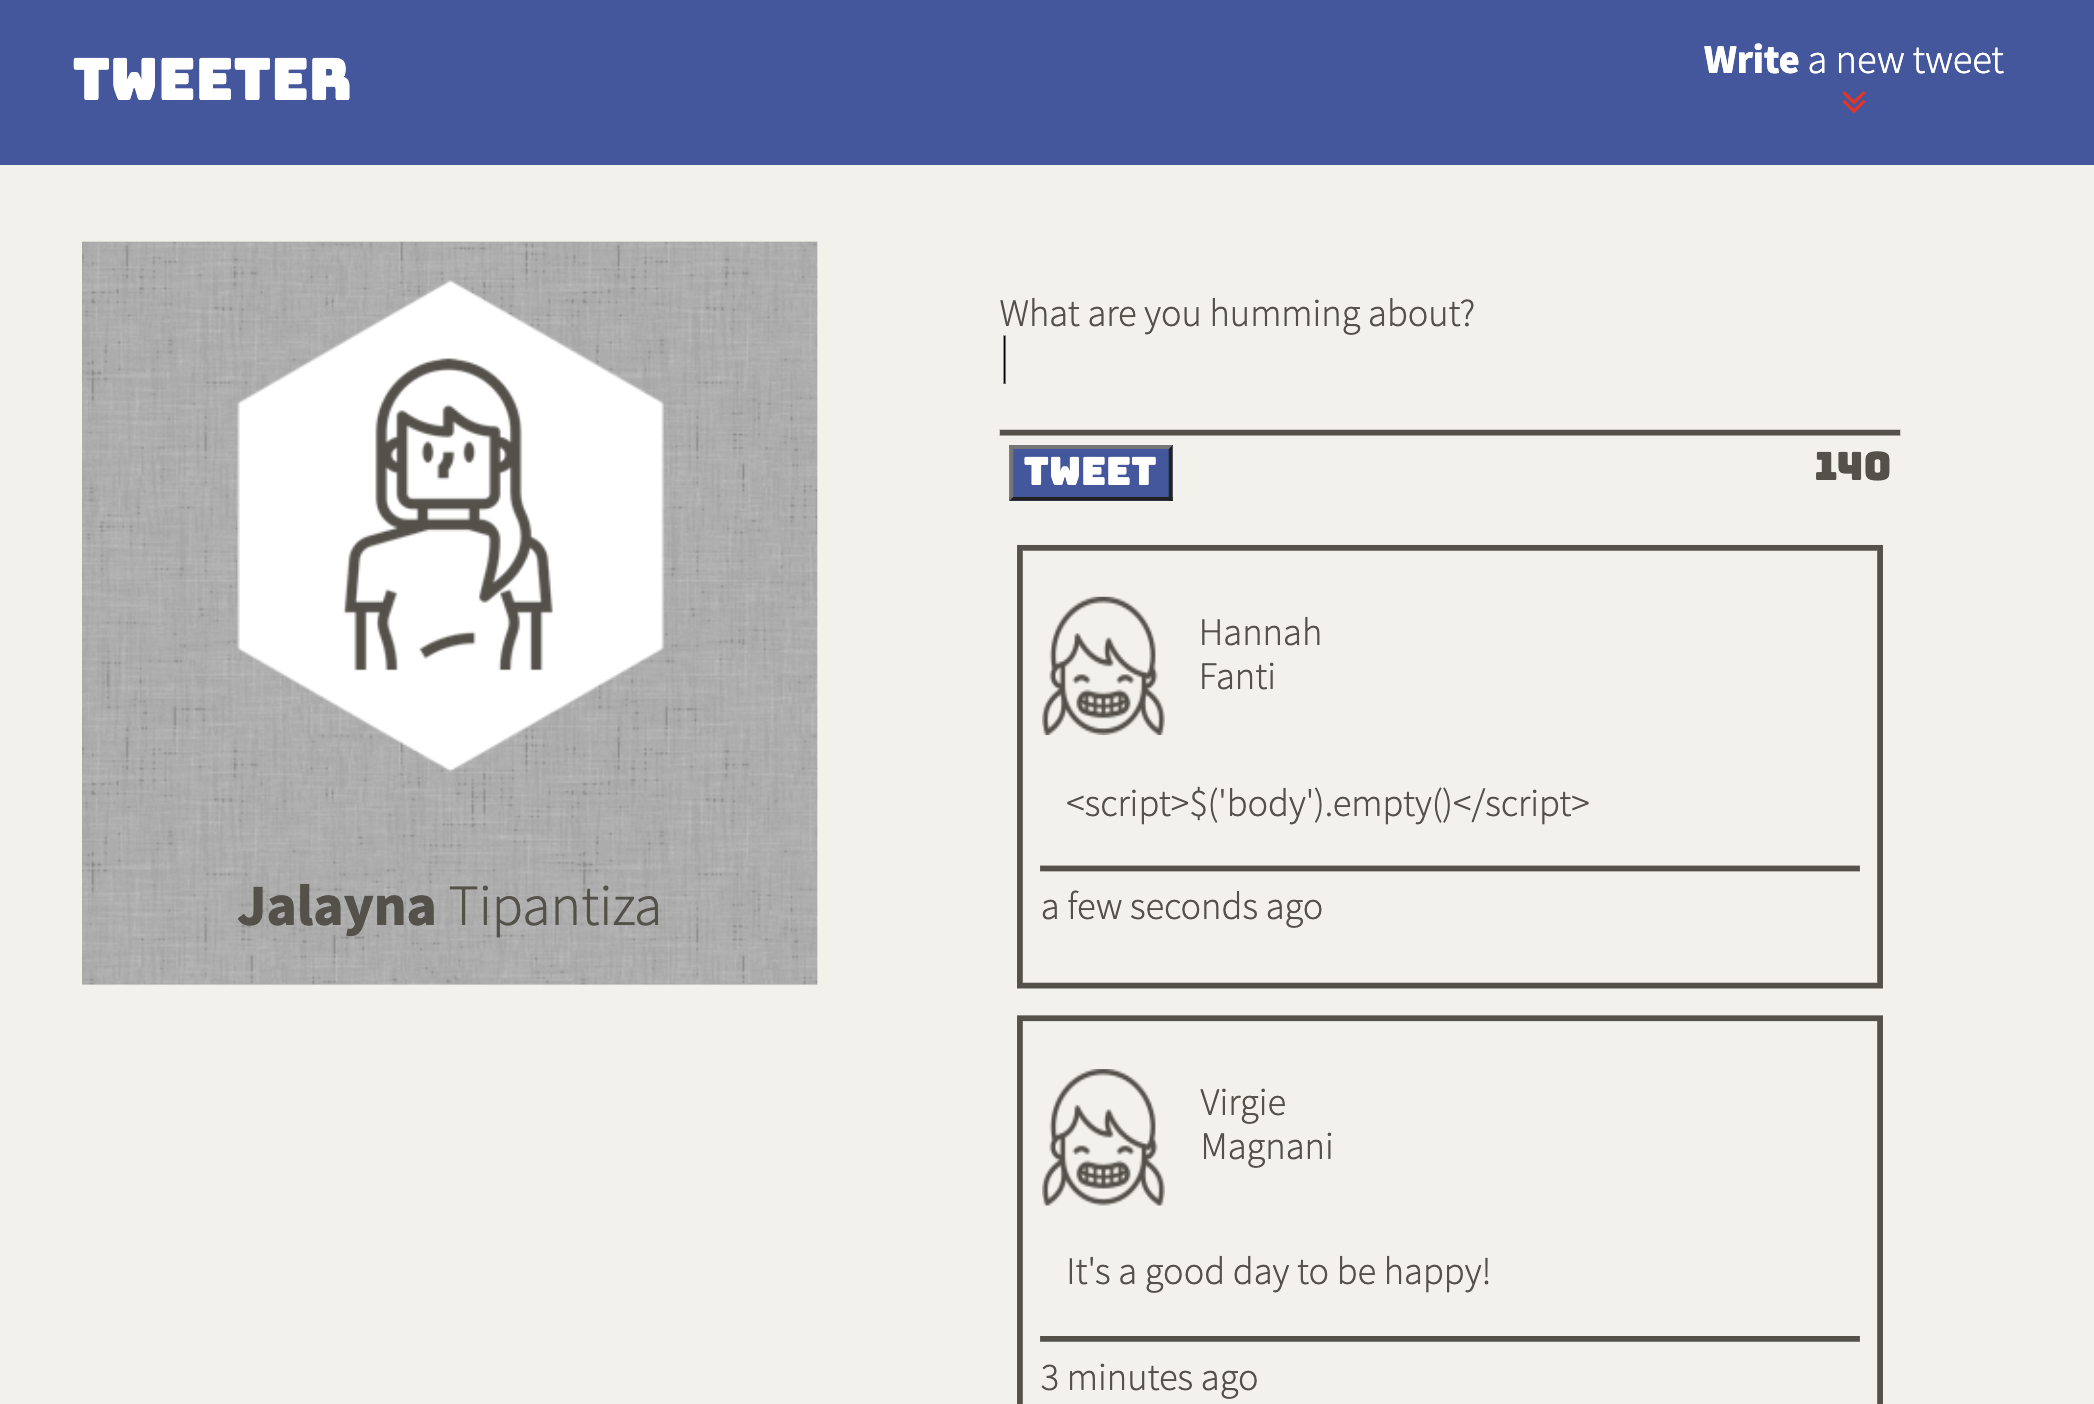 TWEETER
Write a new tweet
Jalayna Tipantiza
What are you humming about?
TWEET
140
Hannah
Fanti
<script>$('body').empty()</script>
a few seconds ago
Virgie
Magnani
It's a good day to be happy!
3 minutes ago